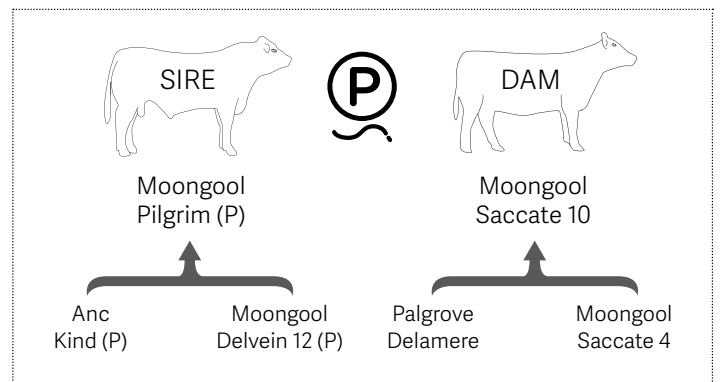 SIRE
P
DAM
Moongool
Pilgrim (P)
Moongool
Saccate 10
Anc
Kind (P)
Moongool
Delvein 12 (P)
Palgrove
Delamere
Moongool
Saccate 4